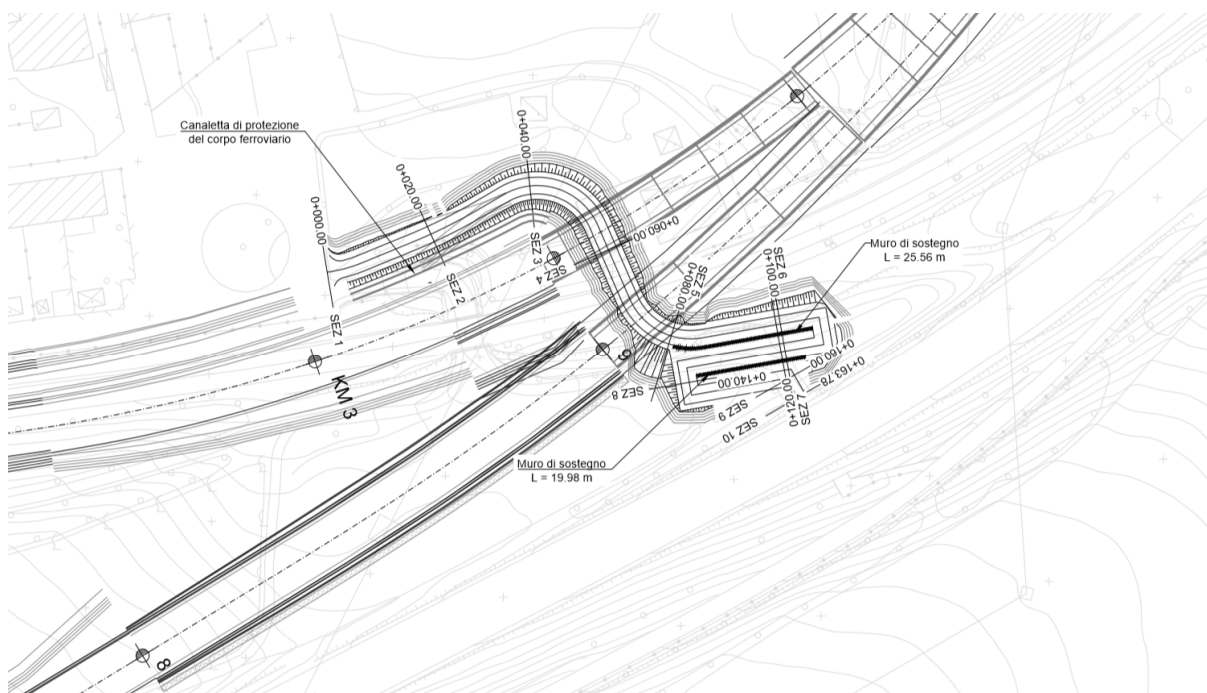 Canaletta di protezione
del corpo ferroviario
0+000.00
0+020.00
0+040.00
0+060.00
0+080.00
0+100.00
SEZ 1
SEZ 2
SEZ 3
SEZ 4
SEZ 5
SEZ 6
Muro di sostegno
L = 25.56 m
KM 3
9
SEZ 8
0+140.00
0+160.00
0+163.78
SEZ 9
SEZ 10
0+120.00
SEZ 7
Muro di sostegno
L = 19.98 m
8